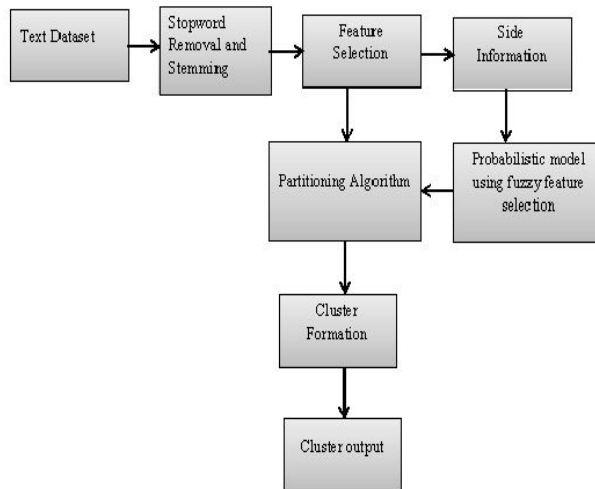 Text Dataset
Stopword
Removal and
Stemming
Feature
Selection
Side
Information
Partitioning Algorithm
Probabilistic model
using fuzzy feature
selection
Cluster
Formation
Cluster output